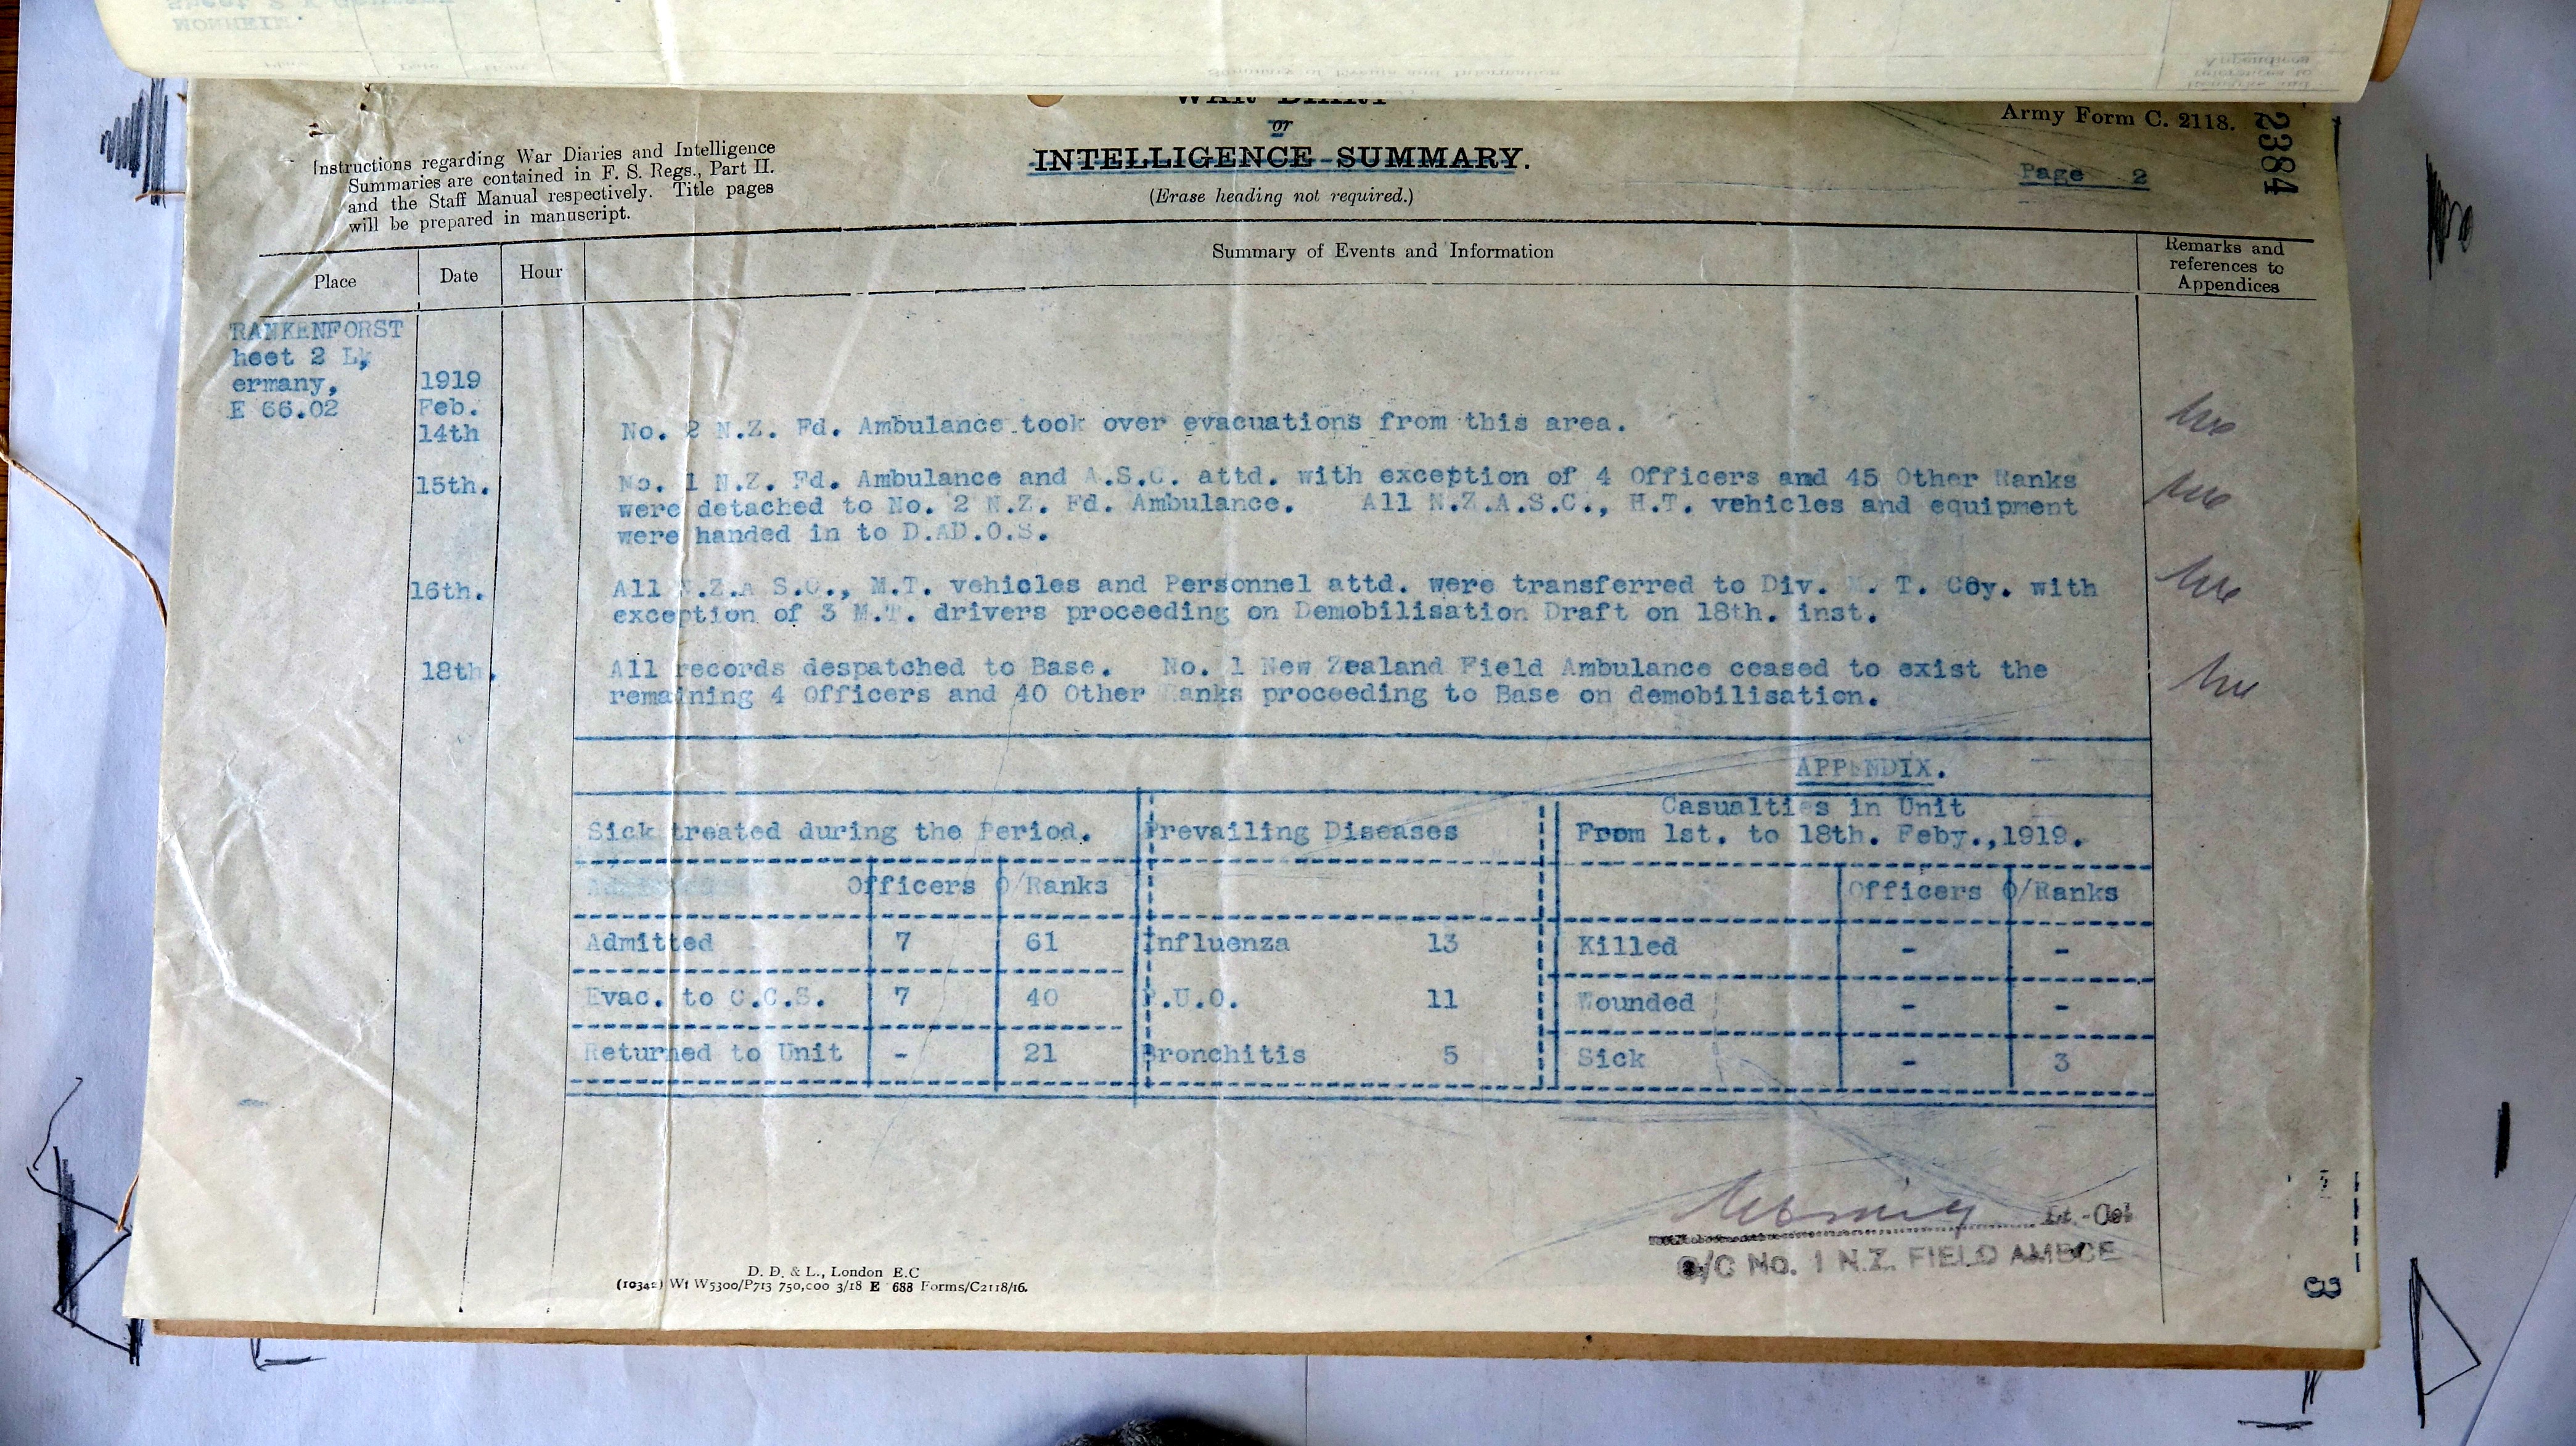 Army Form C. 2118.
2384
Page 2
Instructions regarding War Diaries and Intelligence
Summaries are contained in F. S. Regs., Part II.
and the Staff Manual respectively. Title pages
will be prepared in manuscript.
WAR DIARY
or
INTELLIGENCE SUMMARY.
(Erase heading not required.)
Place Date Hour Summary of Events and Information Remarks and
references to
Appendices
RANKENFORST
heet 2 L,
ermany,
E 66.02
1919
Feb.
14th No. 2 N.Z. Fd. Ambulance took over evacuations from this area.
15th. No. 1 N.Z. Fd. Ambulance and A.S.C. attd. with exception of 4 Officers and 45 Other Ranks
were detached to No. 2 N.Z. Fd. Ambulance. All N.Z.A.S.C., H.T. vehicles and equipment
were handed in to D.AD.O.S.
16th. All N.Z.A S.C., M.T. vehicles and Personnel attd. were transferred to Div. M. T. COy. with
exception of 3 M.T. drivers proceeding on Demobilisation Draft on 18th. inst.
18th. All records despatched to Base. No. 1 New Zealand Field Ambulance ceased to exist the
remaining 4 Officers and 40 Other Ranks proceeding to Base on demobilisation.
APPENDIX.
Sick treated during the Period. Prevailing Diseases Casualties in Unit
From 1st. to 18th. Feby.,1919.
Officers O/Ranks Officers O/Ranks
Admitted 7 61 Influenza 13 Killed - -
Evac. to C.C.S. 7 40 P.U.O. 11 Wounded - -
Returned to Unit - 21 Bronchitis 5 Sick - 3
Lt.-Col
O/C NO. 1 N.Z. FIELD AMBCE
D. D. & L., London E.C
(10342) Wt W5300/P713 750,000 3/18 E 688 Forms/C2118/16.